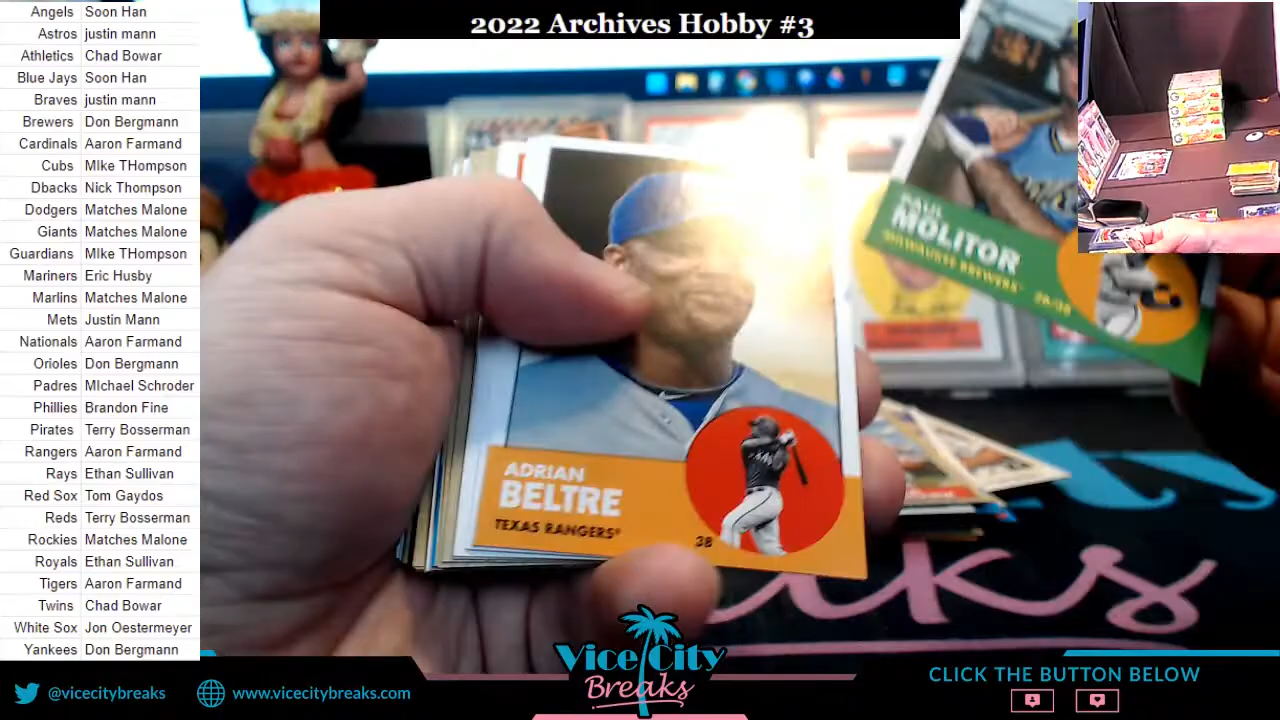 2022 Archives Hobby #3
Angels Soon Han
Astros justin mann
Athletics Chad Bowar
Blue Jays Soon Han
Braves justin mann
Brewers Don Bergmann
Cardinals Aaron Farmand
Cubs MIke THompson
Dbacks Nick Thompson
Dodgers Matches Malone
Giants Matches Malone
Guardians MIke THompson
Mariners Eric Husby
Marlins Matches Malone
Mets Justin Mann
Nationals Aaron Farmand
Orioles Don Bergmann
Padres MIchael Schroder
Phillies Brandon Fine
Pirates Terry Bosserman
Rangers Aaron Farmand
Rays Ethan Sullivan
Red Sox Tom Gaydos
Reds Terry Bosserman
Rockies Matches Malone
Royals Ethan Sullivan
Tigers Aaron Farmand
Twins Chad Bowar
White Sox Jon Oestermeyer
Yankees Don Bergmann
PAUL
MOLITOR
MILWAUKEE BREWERS
ADRIAN
BELTRE
TEXAS RANGERS®
38
Vice City
Breaks
@vicecitybreaks
www.vicecitybreaks.com
CLICK THE BUTTON BELOW